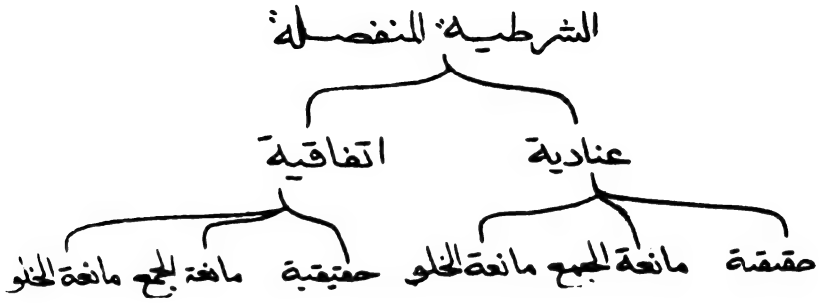 الشرطية المنفصلة
عنادية اتفاقية
حقيقية مانعة الجمع مانعة الخلو حقيقية مانعة الجمع مانعة الخلو